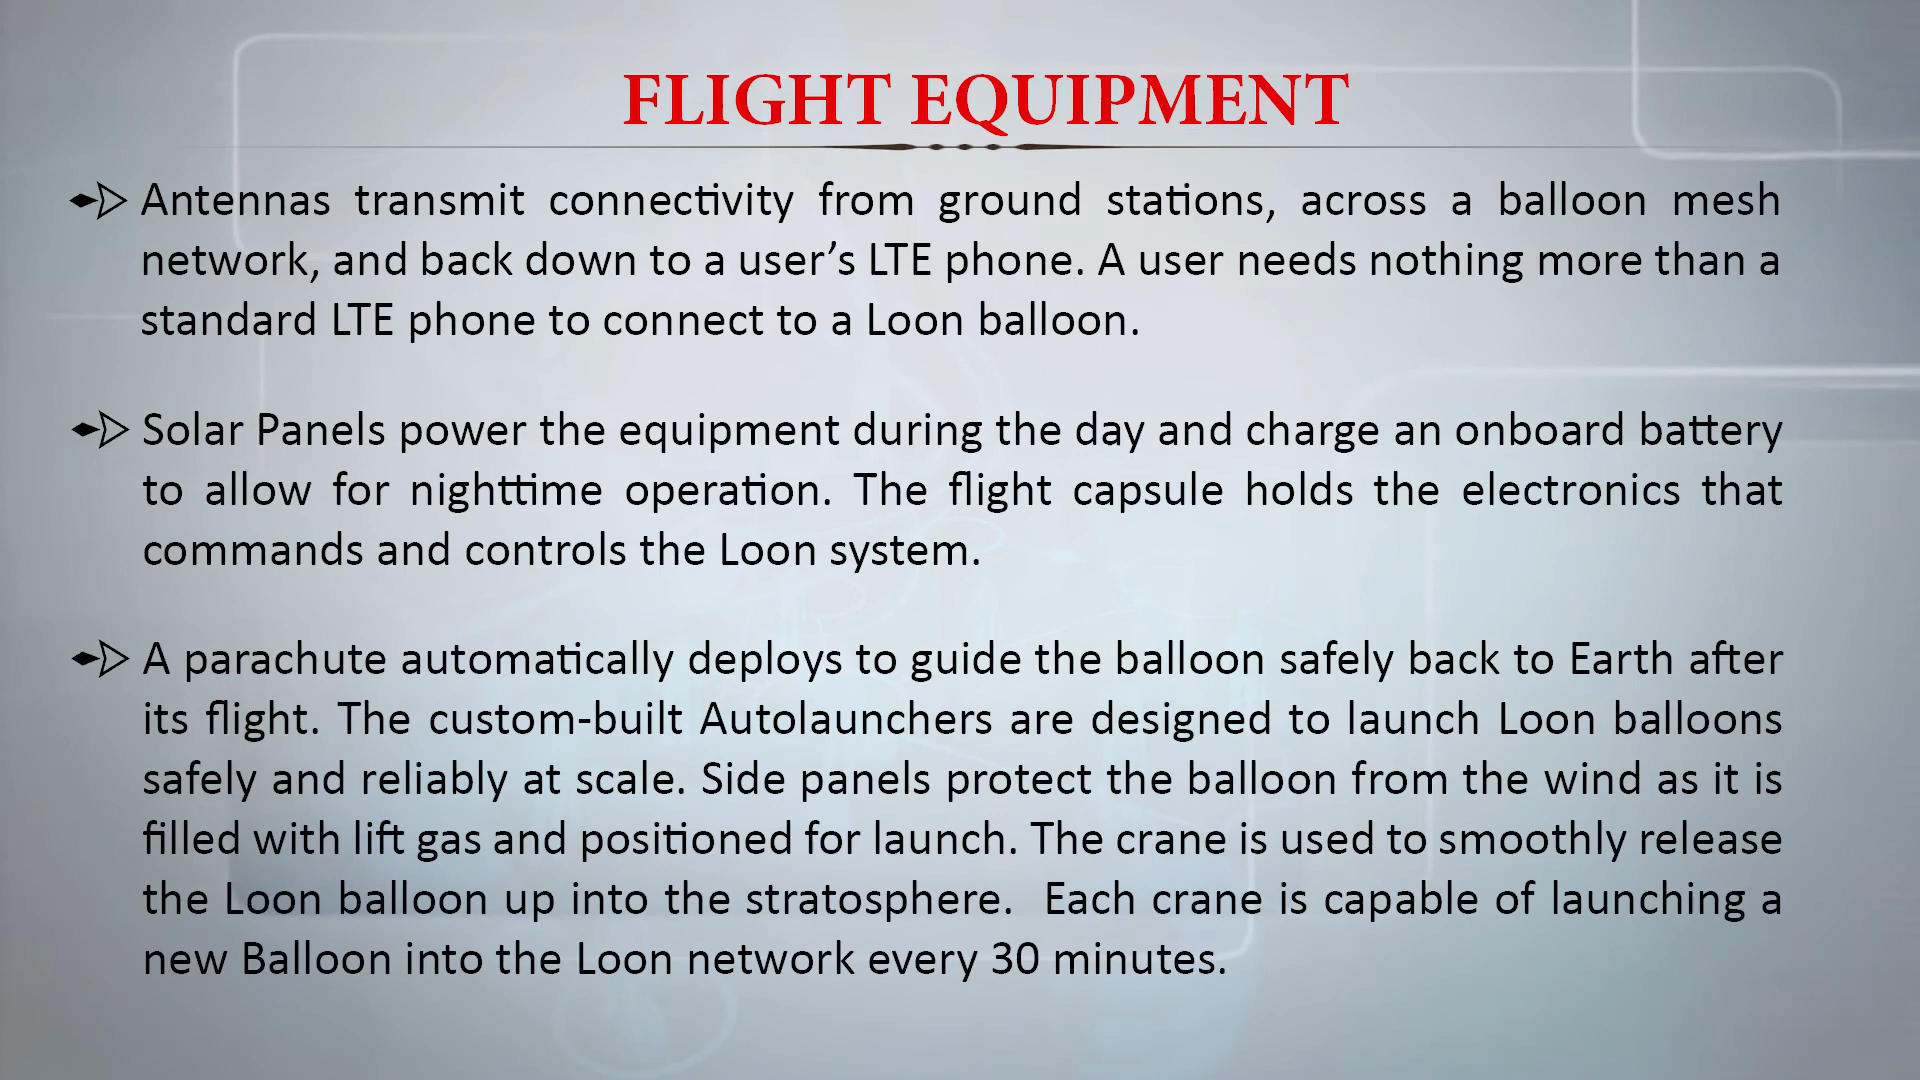 FLIGHT EQUIPMENT
Antennas transmit connectivity from ground stations, across a balloon mesh
network, and back down to a user’s LTE phone. A user needs nothing more than a
standard LTE phone to connect to a Loon balloon.
Solar Panels power the equipment during the day and charge an onboard battery
to allow for nighttime operation. The flight capsule holds the electronics that
commands and controls the Loon system.
A parachute automatically deploys to guide the balloon safely back to Earth after
its flight. The custom-built Autolaunchers are designed to launch Loon balloons
safely and reliably at scale. Side panels protect the balloon from the wind as it is
filled with lift gas and positioned for launch. The crane is used to smoothly release
the Loon balloon up into the stratosphere.  Each crane is capable of launching a
new Balloon into the Loon network every 30 minutes.